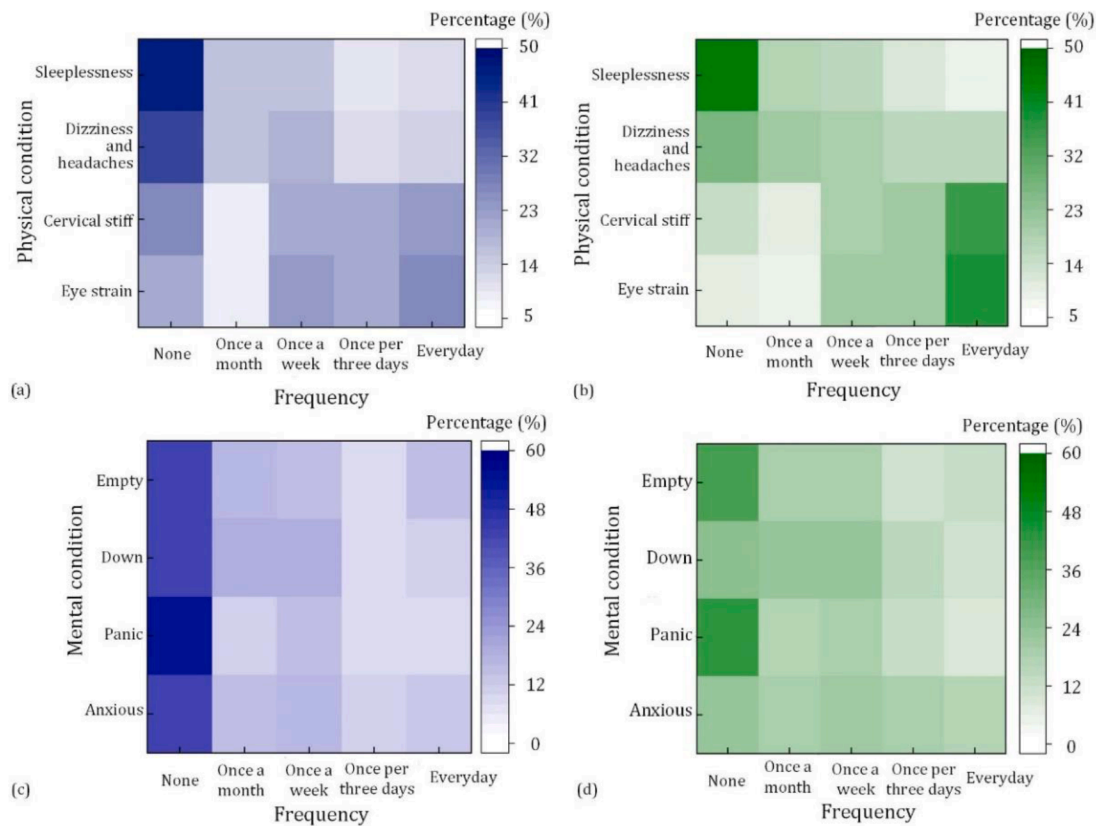 Percentage (%)
Physical condition
Sleeplessness
Dizziness
and
headaches
Cervical stiff
Eye strain
50
41
32
23
14
5
None
Once a
month
Once a
week
Once per
three days
Everyday
Frequency
(a)
Percentage (%)
Physical condition
Sleeplessness
Dizziness
and
headaches
Cervical stiff
Eye strain
50
41
32
23
14
5
None
Once a
month
Once a
week
Once per
three days
Everyday
Frequency
(b)
Percentage (%)
Mental condition
Empty
Down
Panic
Anxious
60
48
36
24
12
0
None
Once a
month
Once a
week
Once per
three days
Everyday
Frequency
(c)
Percentage (%)
Mental condition
Empty
Down
Panic
Anxious
60
48
36
24
12
0
None
Once a
month
Once a
week
Once per
three days
Everyday
Frequency
(d)